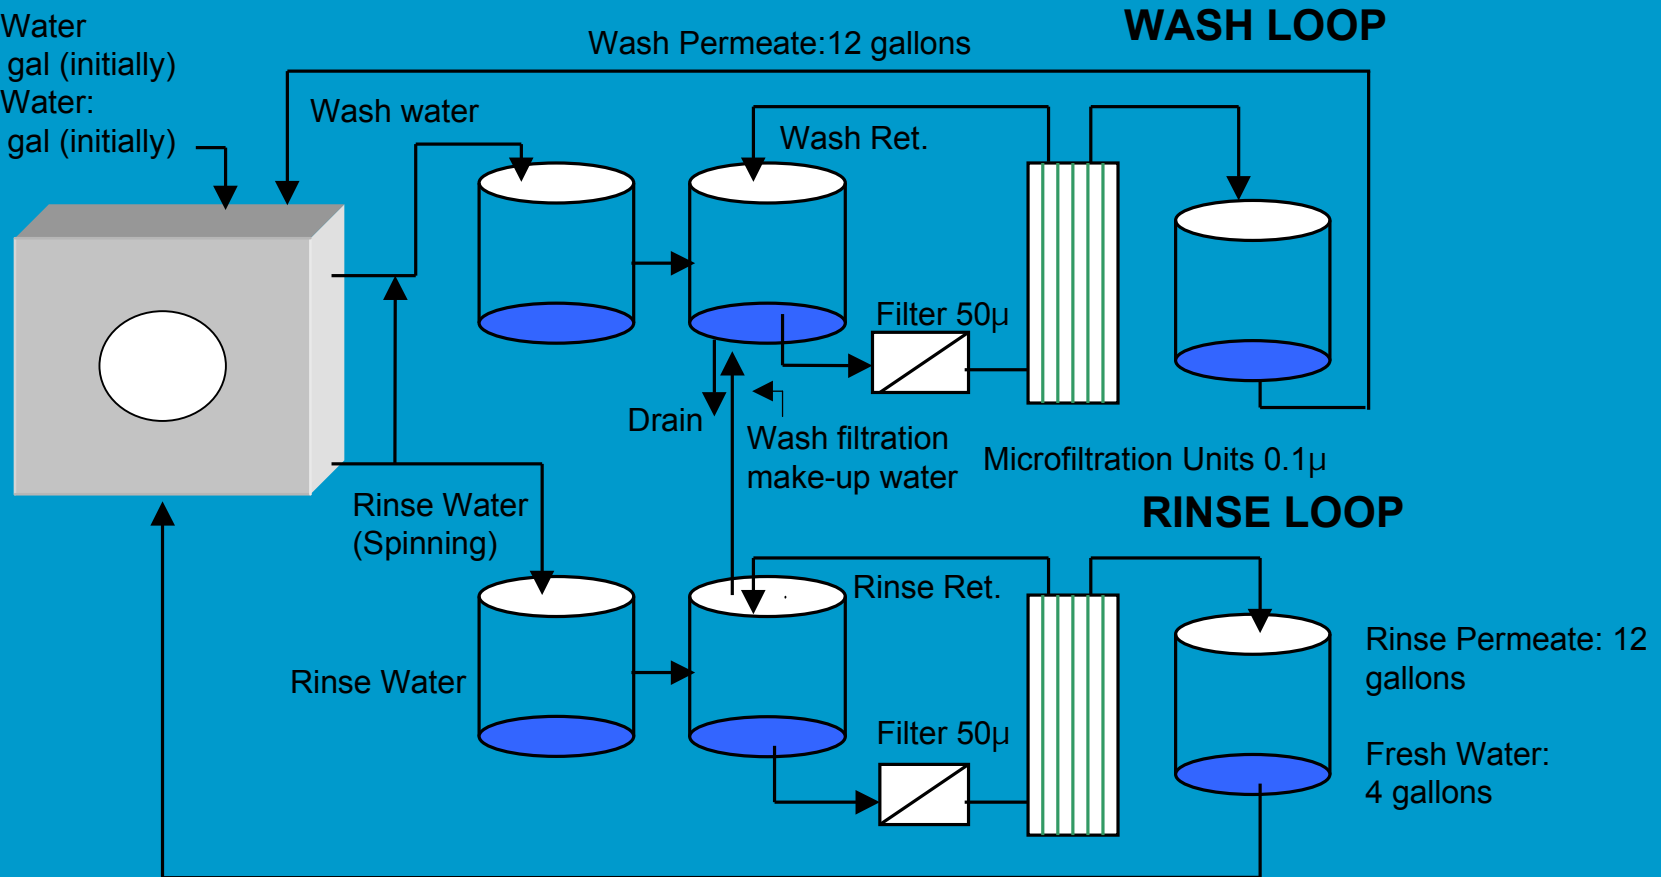 Water
gal (initially)
Water:
gal (initially)
WASH LOOP
Wash Permeate:12 gallons
Wash water
Wash Ret.
Filter 50µ
Drain
Wash filtration
make-up water
Microfiltration Units 0.1µ
RINSE LOOP
Rinse Water
(Spinning)
Rinse Ret.
Rinse Water
Filter 50µ
Rinse Permeate: 12
gallons
Fresh Water:
4 gallons